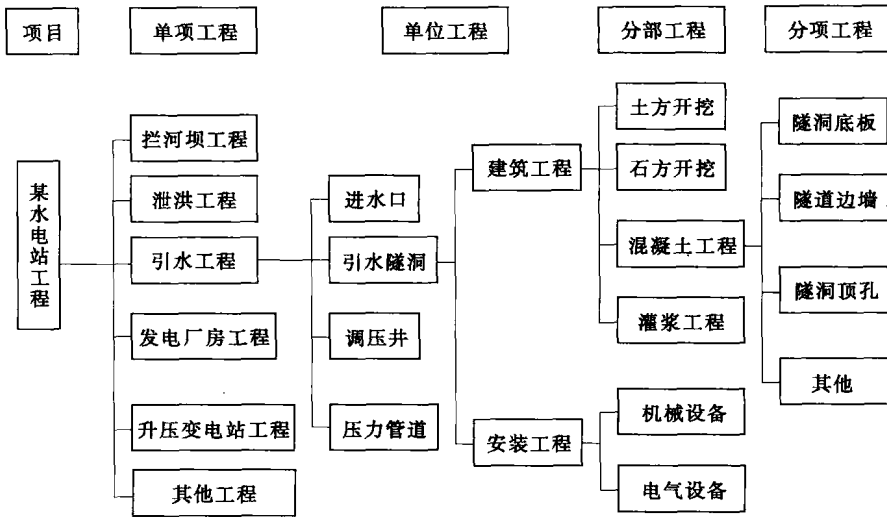 项目
单项工程
单位工程
分部工程
分项工程
某水电站工程
拦河坝工程
泄洪工程
引水工程
发电厂房工程
升压变电站工程
其他工程
进水口
引水隧洞
调压井
压力管道
建筑工程
安装工程
土方开挖
石方开挖
混凝土工程
灌浆工程
机械设备
电气设备
隧洞底板
隧道边墙
隧洞顶孔
其他